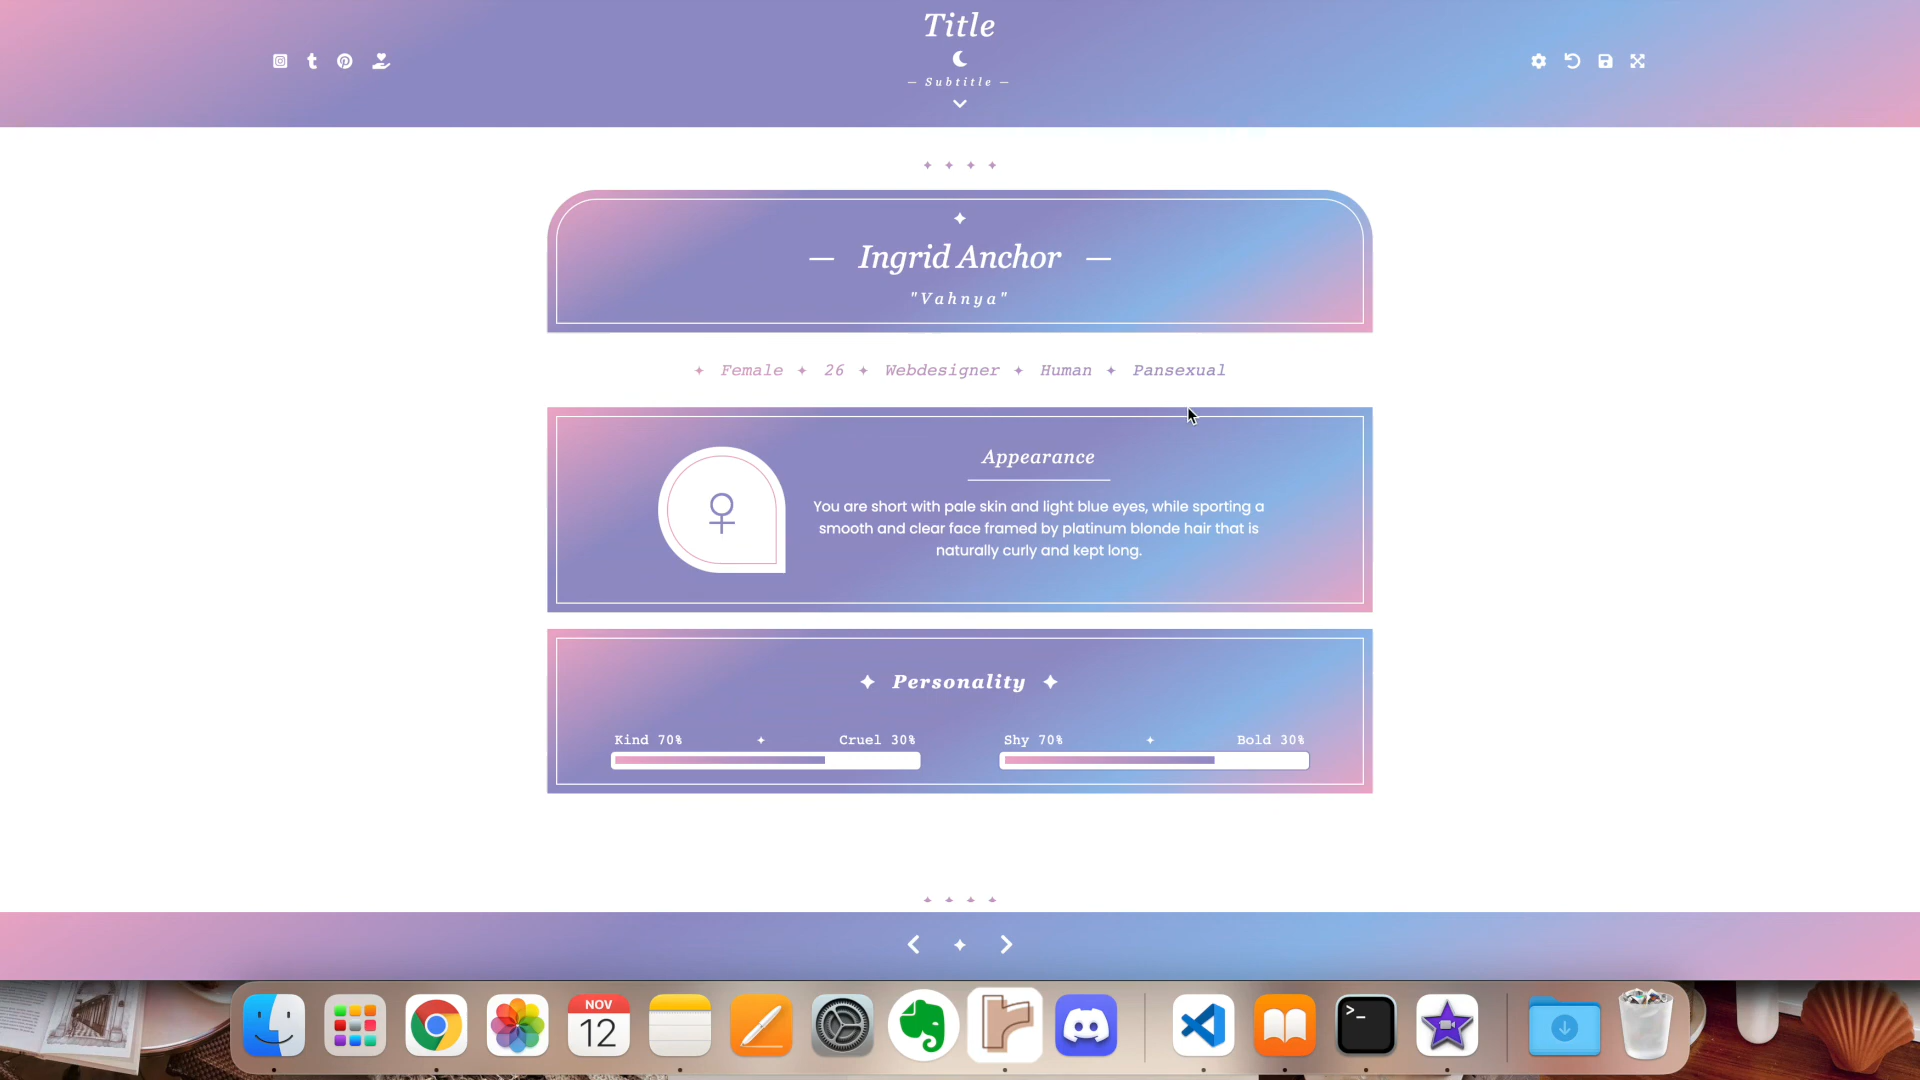 Title
— Subtitle —
— Ingrid Anchor —
"Vahnya"
✦ Female ✦ 26 ✦ Webdesigner ✦ Human ✦ Pansexual
Appearance
You are short with pale skin and light blue eyes, while sporting a
smooth and clear face framed by platinum blonde hair that is
naturally curly and kept long.
✦ Personality ✦
Kind 70% ✦ Cruel 30%
Shy 70% ✦ Bold 30%
NOV
12
>_